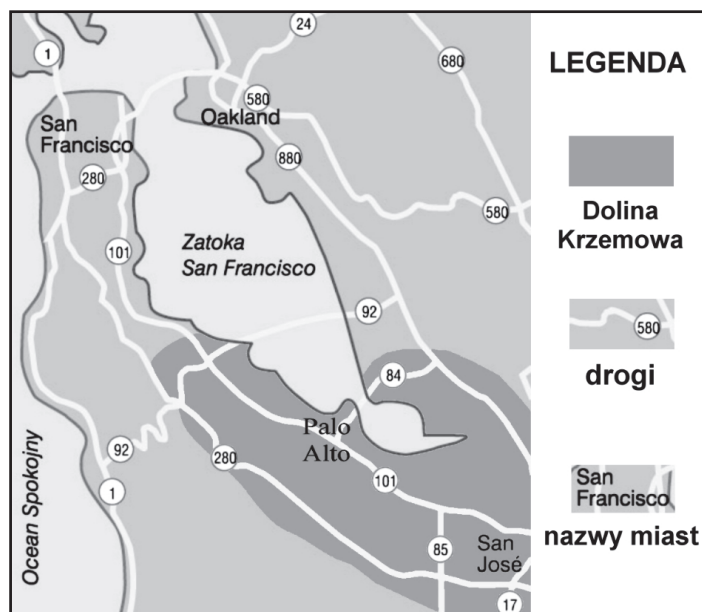 1
24
680
580
Oakland
San
Francisco
880
280
580
101
Zatoka
San Francisco
92
84
Palo
Alto
92
280
101
1
Ocean Spokojny
85
San
José
17
LEGENDA
Dolina
Krzemowa
580
drogi
San
Francisco
nazwy miast